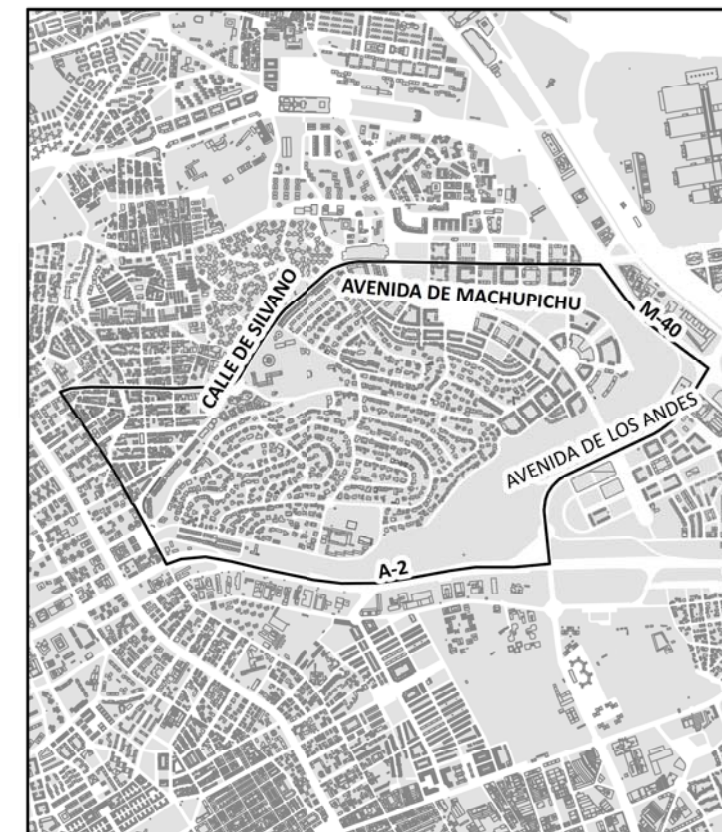 CALLE DE SILVANO
AVENIDA DE MACHUPICHU
M-40
AVENIDA DE LOS ANDES
A-2